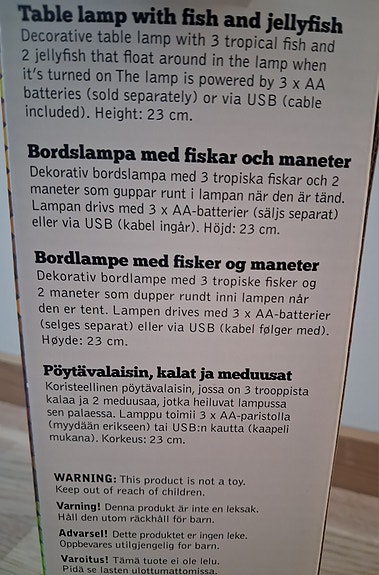 Table lamp with fish and jellyfish
Decorative table lamp with 3 tropical fish and
2 jellyfish that float around in the lamp when
it's turned on The lamp is powered by 3 x AA
batteries (sold separately) or via USB (cable
included). Height: 23 cm.
Bordslampa med fiskar och maneter
Dekorativ bordslampa med 3 tropiska fiskar och 2
maneter som guppar runt i lampan när den är tänd.
Lampan drivs med 3 x AA-batterier (säljs separat)
eller via USB (kabel ingår). Höjd: 23 cm.
Bordlampe med fisker og maneter
Dekorativ bordlampe med 3 tropiske fisker og
2 maneter som dupper rundt inni lampen når
den er tent. Lampen drives med 3 x AA-batterier
(selges separat) eller via USB (kabel følger med).
Høyde: 23 cm.
Pöytävalaisin, kalat ja meduusat
Koristeellinen pöytävalaisin, jossa on 3 trooppista
kalaa ja 2 meduusaa, jotka heiluvat lampussa
sen palaessa. Lamppu toimii 3 x AA-paristolla
(myydään erikseen) tai USB:n kautta (kaapeli
mukana). Korkeus: 23 cm.
WARNING: This product is not a toy.
Keep out of reach of children.
Varning! Denna produkt är inte en leksak.
Håll den utom räckhåll för barn.
Advarsel! Dette produktet er ingen leke.
Oppbevares utilgjengelig for barn.
Varoitus! Tämä tuote ei ole lelu.
Pidä se lasten ulottumattomissa.